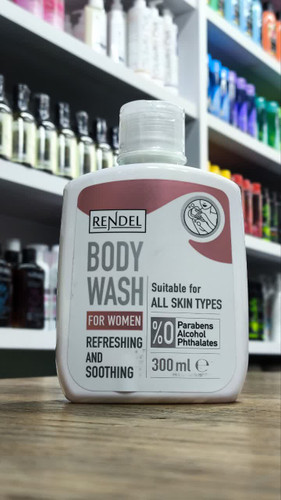 RENDEL
BODY
WASH
FOR WOMEN
REFRESHING
AND
SOOTHING
Suitable for
ALL SKIN TYPES
%0
Parabens
Alcohol
Phthalates
300 ml ℮